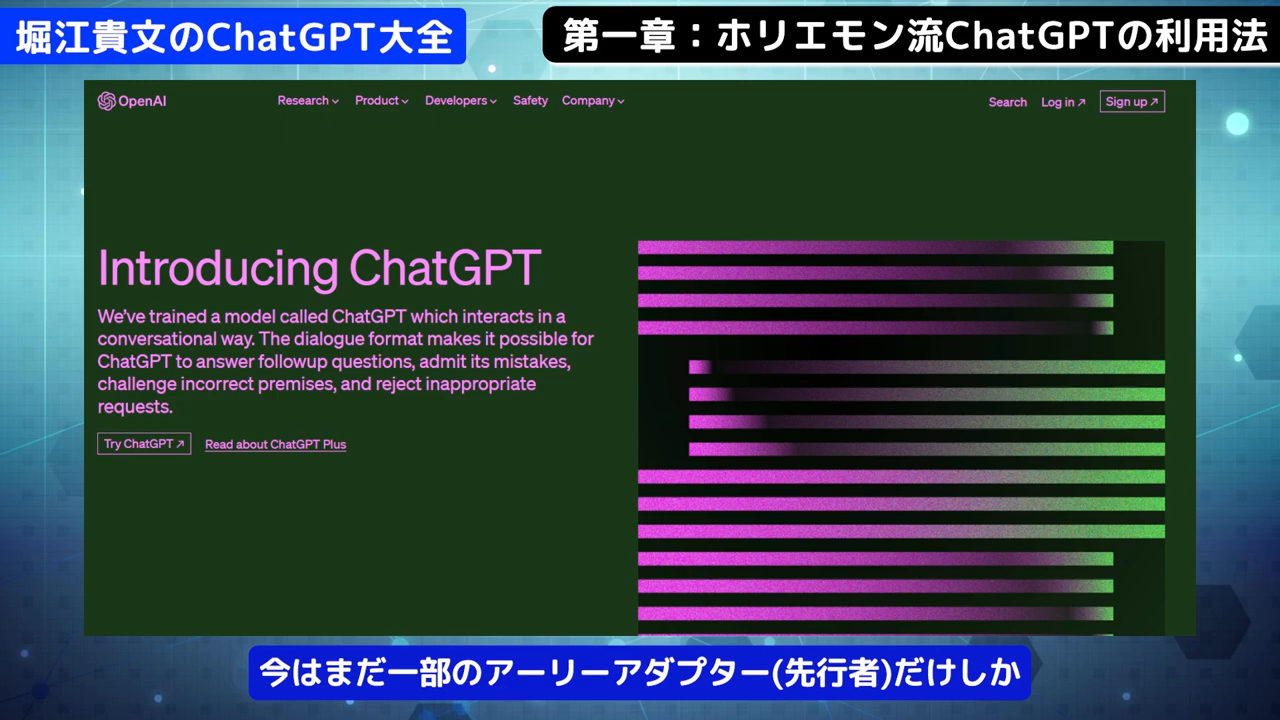 堀江貴文のChatGPT大全
第一章：ホリエモン流ChatGPTの利用法
OpenAI
Research
Product
Developers
Safety
Company
Search
Log in ↗
Sign up ↗
Introducing ChatGPT
We've trained a model called ChatGPT which interacts in a
conversational way. The dialogue format makes it possible for
ChatGPT to answer followup questions, admit its mistakes,
challenge incorrect premises, and reject inappropriate
requests.
Try ChatGPT ↗
Read about ChatGPT Plus
今はまだ一部のアーリーアダプター(先行者)だけしか